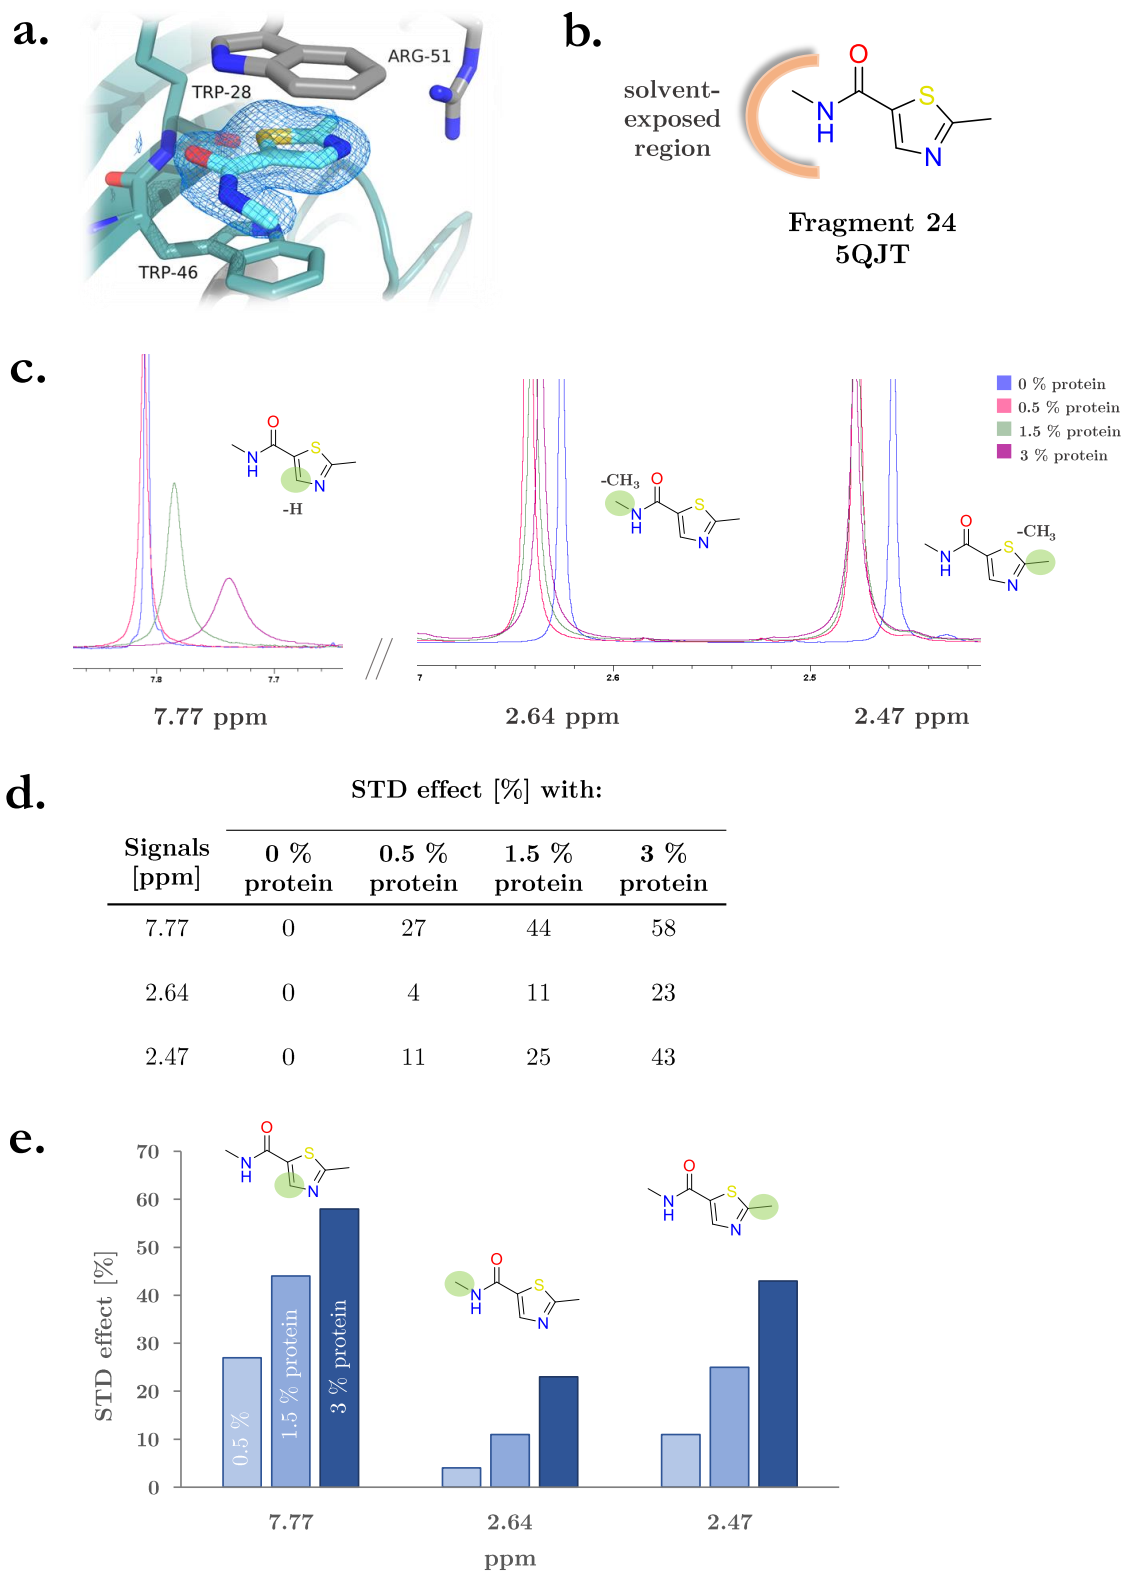 a.
TRP-28
ARG-51
TRP-46
b.
solvent-
exposed
region
O
S
N
H
N
Fragment 24
5QJT
c.
0 % protein
0.5 % protein
1.5 % protein
3 % protein
O
S
N
H
N
-H
-CH3
O
S
N
H
N
O
S
-CH3
N
H
N
7.8
7.7
7
2.6
2.5
7.77 ppm
2.64 ppm
2.47 ppm
d.
STD effect [%] with:
Signals
[ppm]
0 %
protein
0.5 %
protein
1.5 %
protein
3 %
protein
7.77 0 27 44 58
2.64 0 4 11 23
2.47 0 11 25 43
e.
STD effect [%]
70
60
50
40
30
20
10
0
O
S
N
H
N
O
S
N
H
N
O
S
N
H
N
0.5 %
1.5 % protein
3 % protein
7.77
2.64
2.47
ppm